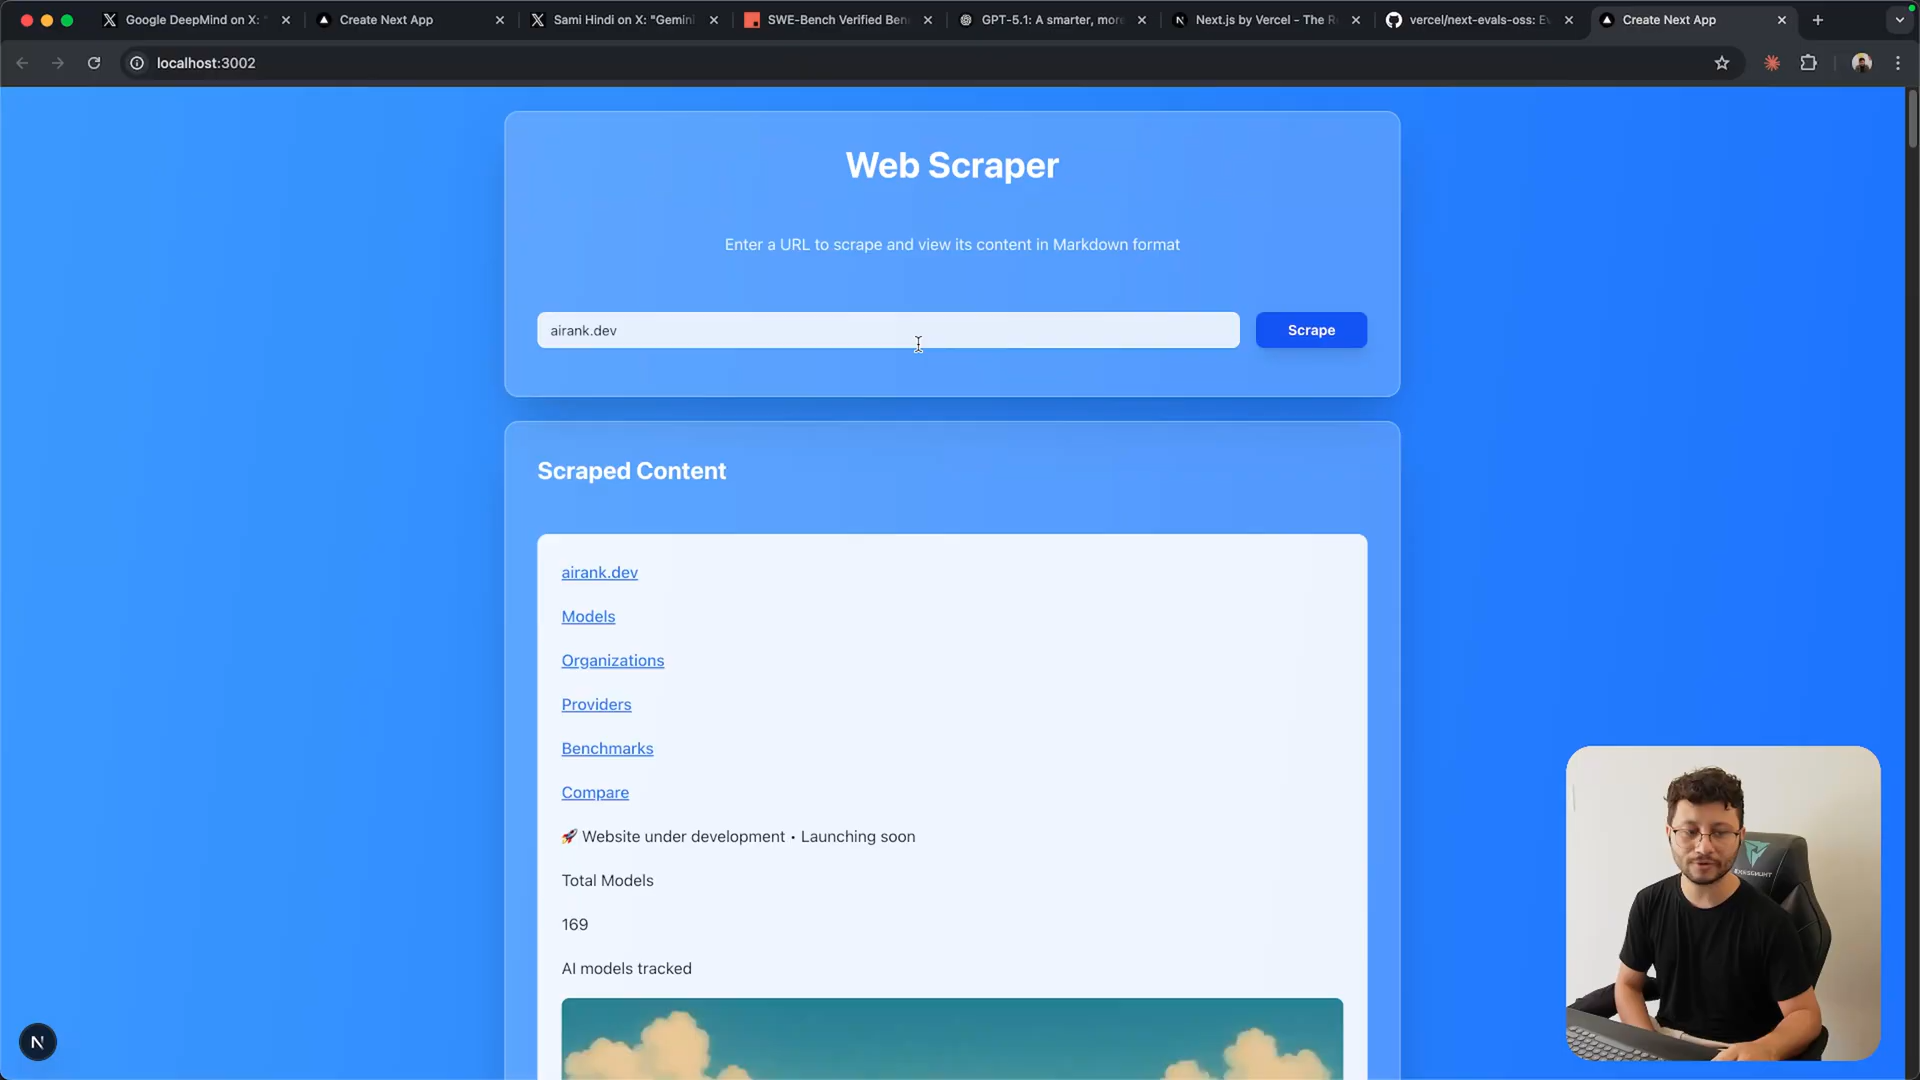 Google DeepMind on X: "
Create Next App
Sami Hindi on X: "Gemini
SWE-Bench Verified Ben
GPT-5.1: A smarter, more
Next.js by Vercel - The R
vercel/next-evals-oss: Ev
Create Next App
localhost:3002
Web Scraper
Enter a URL to scrape and view its content in Markdown format
airank.dev
Scrape
Scraped Content
airank.dev
Models
Organizations
Providers
Benchmarks
Compare
🚀 Website under development • Launching soon
Total Models
169
AI models tracked
N